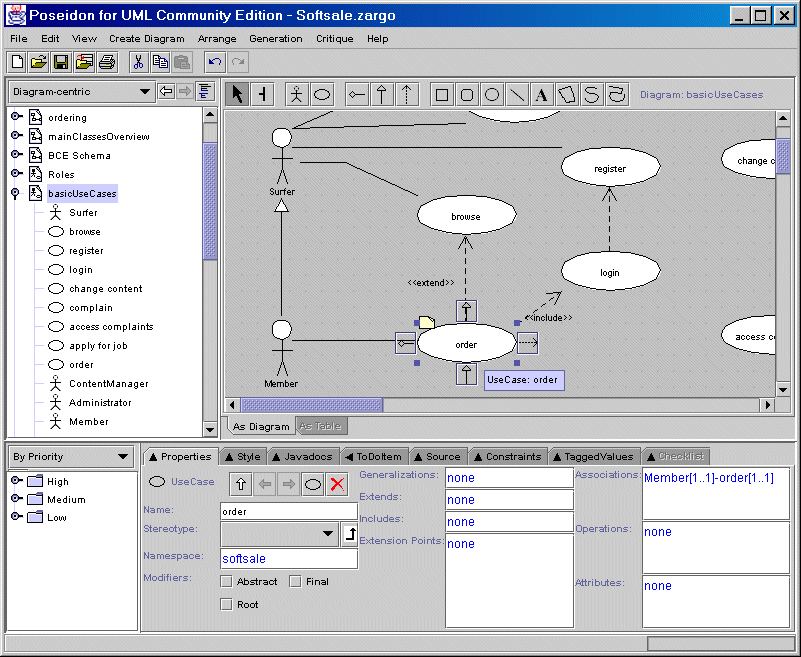 Poseidon for UML Community Edition - Softsale.zargo
File Edit View Create Diagram Arrange Generation Critique Help
Diagram-centric
A
Diagram: basicUseCases
ordering
mainClassesOverview
BCE Schema
Roles
basicUseCases
Surfer
browse
register
login
change content
complain
access complaints
apply for job
order
ContentManager
Administrator
Member
register
change c
Surfer
browse
login
<<extend>>
<<include>>
order
access co
Member
UseCase: order
As Diagram
As Table
By Priority
High
Medium
Low
Properties
Style
Javadocs
ToDoItem
Source
Constraints
TaggedValues
Checklist
UseCase
Name:
order
Stereotype:
Namespace:
softsale
Modifiers:
Abstract
Final
Root
Generalizations:
none
Extends:
none
Includes:
none
Extension Points:
none
Associations:
Member[1..1]-order[1..1]
Operations:
none
Attributes:
none